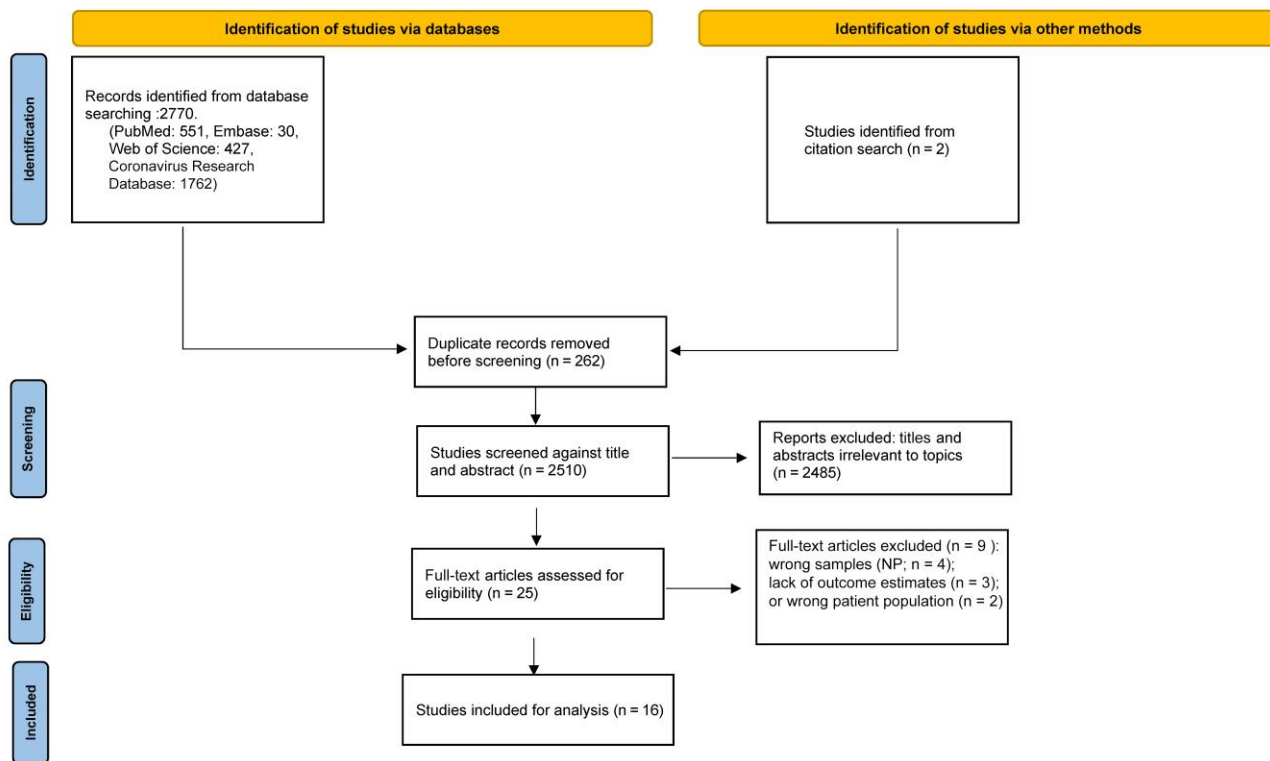 Identification of studies via databases
Identification of studies via other methods
Identification
Records identified from database
searching :2770.
(PubMed: 551, Embase: 30,
Web of Science: 427,
Coronavirus Research
Database: 1762)
Studies identified from
citation search (n = 2)
Duplicate records removed
before screening (n = 262)
Screening
Studies screened against title
and abstract (n = 2510)
Reports excluded: titles and
abstracts irrelevant to topics
(n = 2485)
Eligibility
Full-text articles assessed for
eligibility (n = 25)
Full-text articles excluded (n = 9 ):
wrong samples (NP; n = 4);
lack of outcome estimates (n = 3);
or wrong patient population (n = 2)
Included
Studies included for analysis (n = 16)